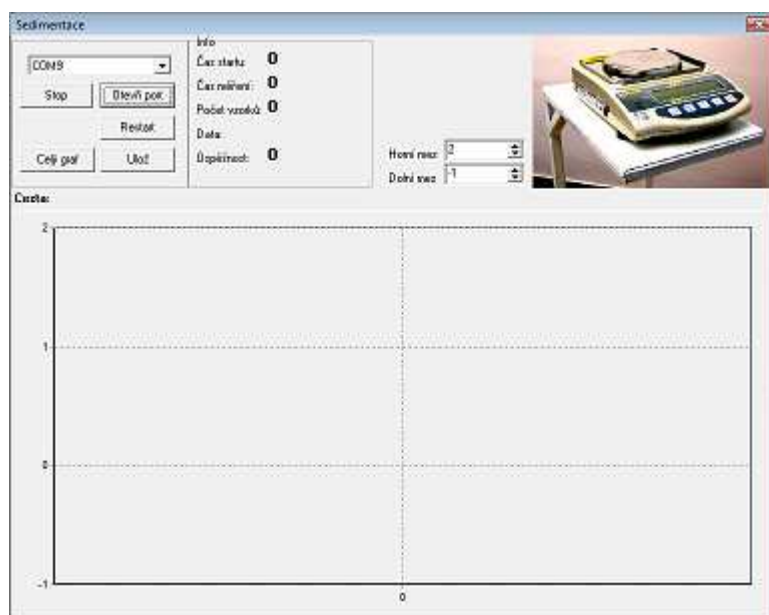 Sedimentace
COM9
Stop
Otevři port
Restart
Celý graf
Ulož
Info
Čas startu: 0
Čas měření: 0
Počet vzorků: 0
Data:
Úspěšnost: 0
Horní mez 2
Dolní mez -1
Cesta:
2
1
0
-1
0